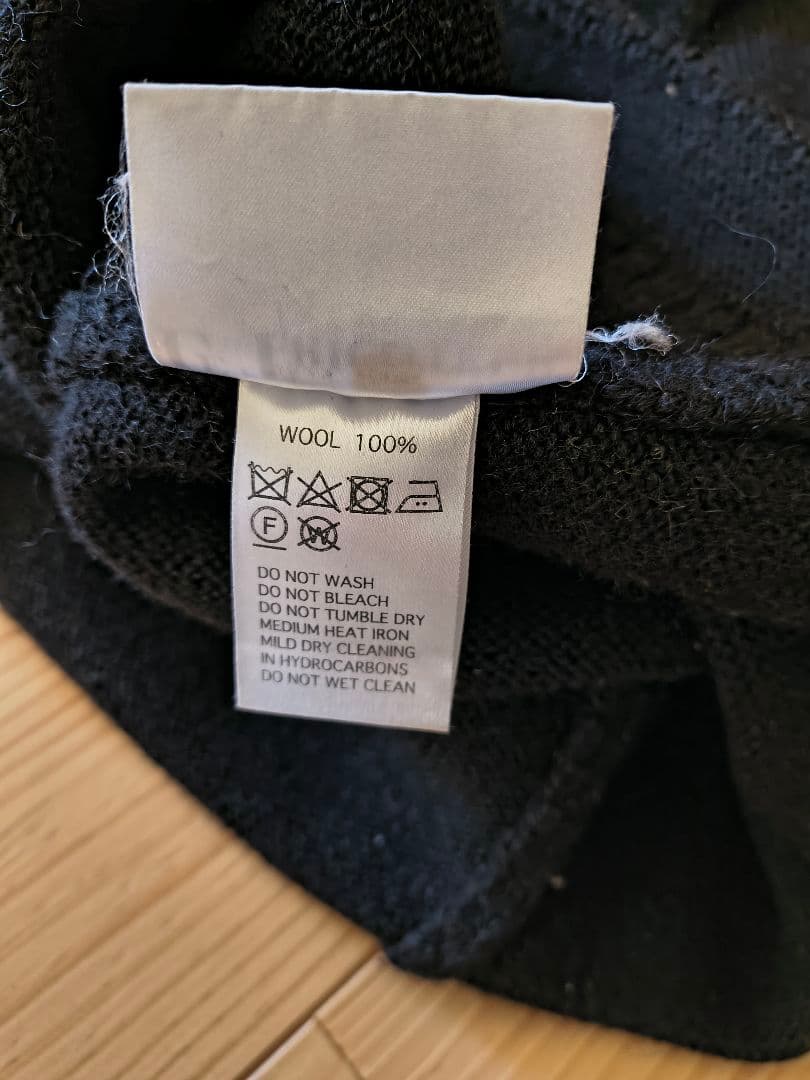 WOOL 100%
F W
DO NOT WASH
DO NOT BLEACH
DO NOT TUMBLE DRY
MEDIUM HEAT IRON
MILD DRY CLEANING
IN HYDROCARBONS
DO NOT WET CLEAN